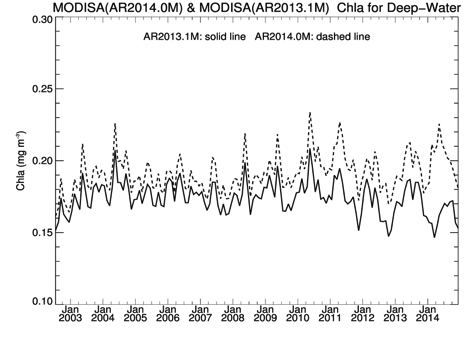 MODISA(AR2014.0M) & MODISA(AR2013.1M) Chla for Deep-Water
AR2013.1M: solid line AR2014.0M: dashed line
0.30
0.25
0.20
0.15
0.10
Chla (mg m⁻³)
Jan Jan Jan Jan Jan Jan Jan Jan Jan Jan Jan Jan
2003 2004 2005 2006 2007 2008 2009 2010 2011 2012 2013 2014